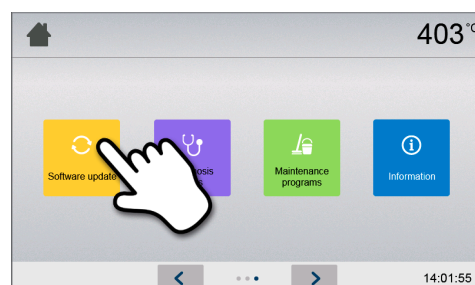 403°C
Software update
Maintenance
programs
Information
14:01:55